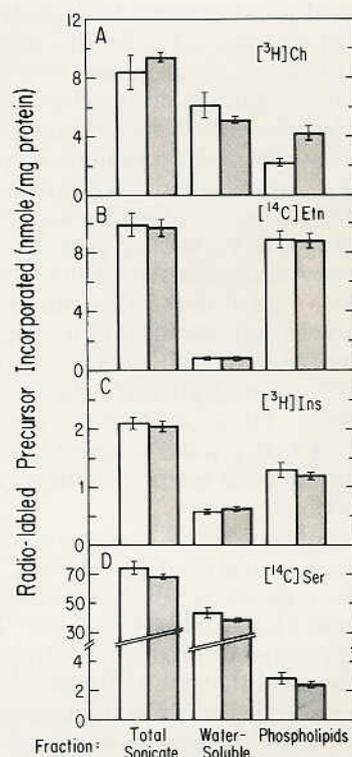 Radio-labled Precursor Incorporated (nmole/mg protein)
12
A
[³H]Ch
8
4
0
B
[¹⁴C]Etn
8
4
0
C
[³H]Ins
2
1
0
D
[¹⁴C]Ser
70
50
30
4
2
0
Fraction:
Total Sonicate
Water-Soluble
Phospholipids